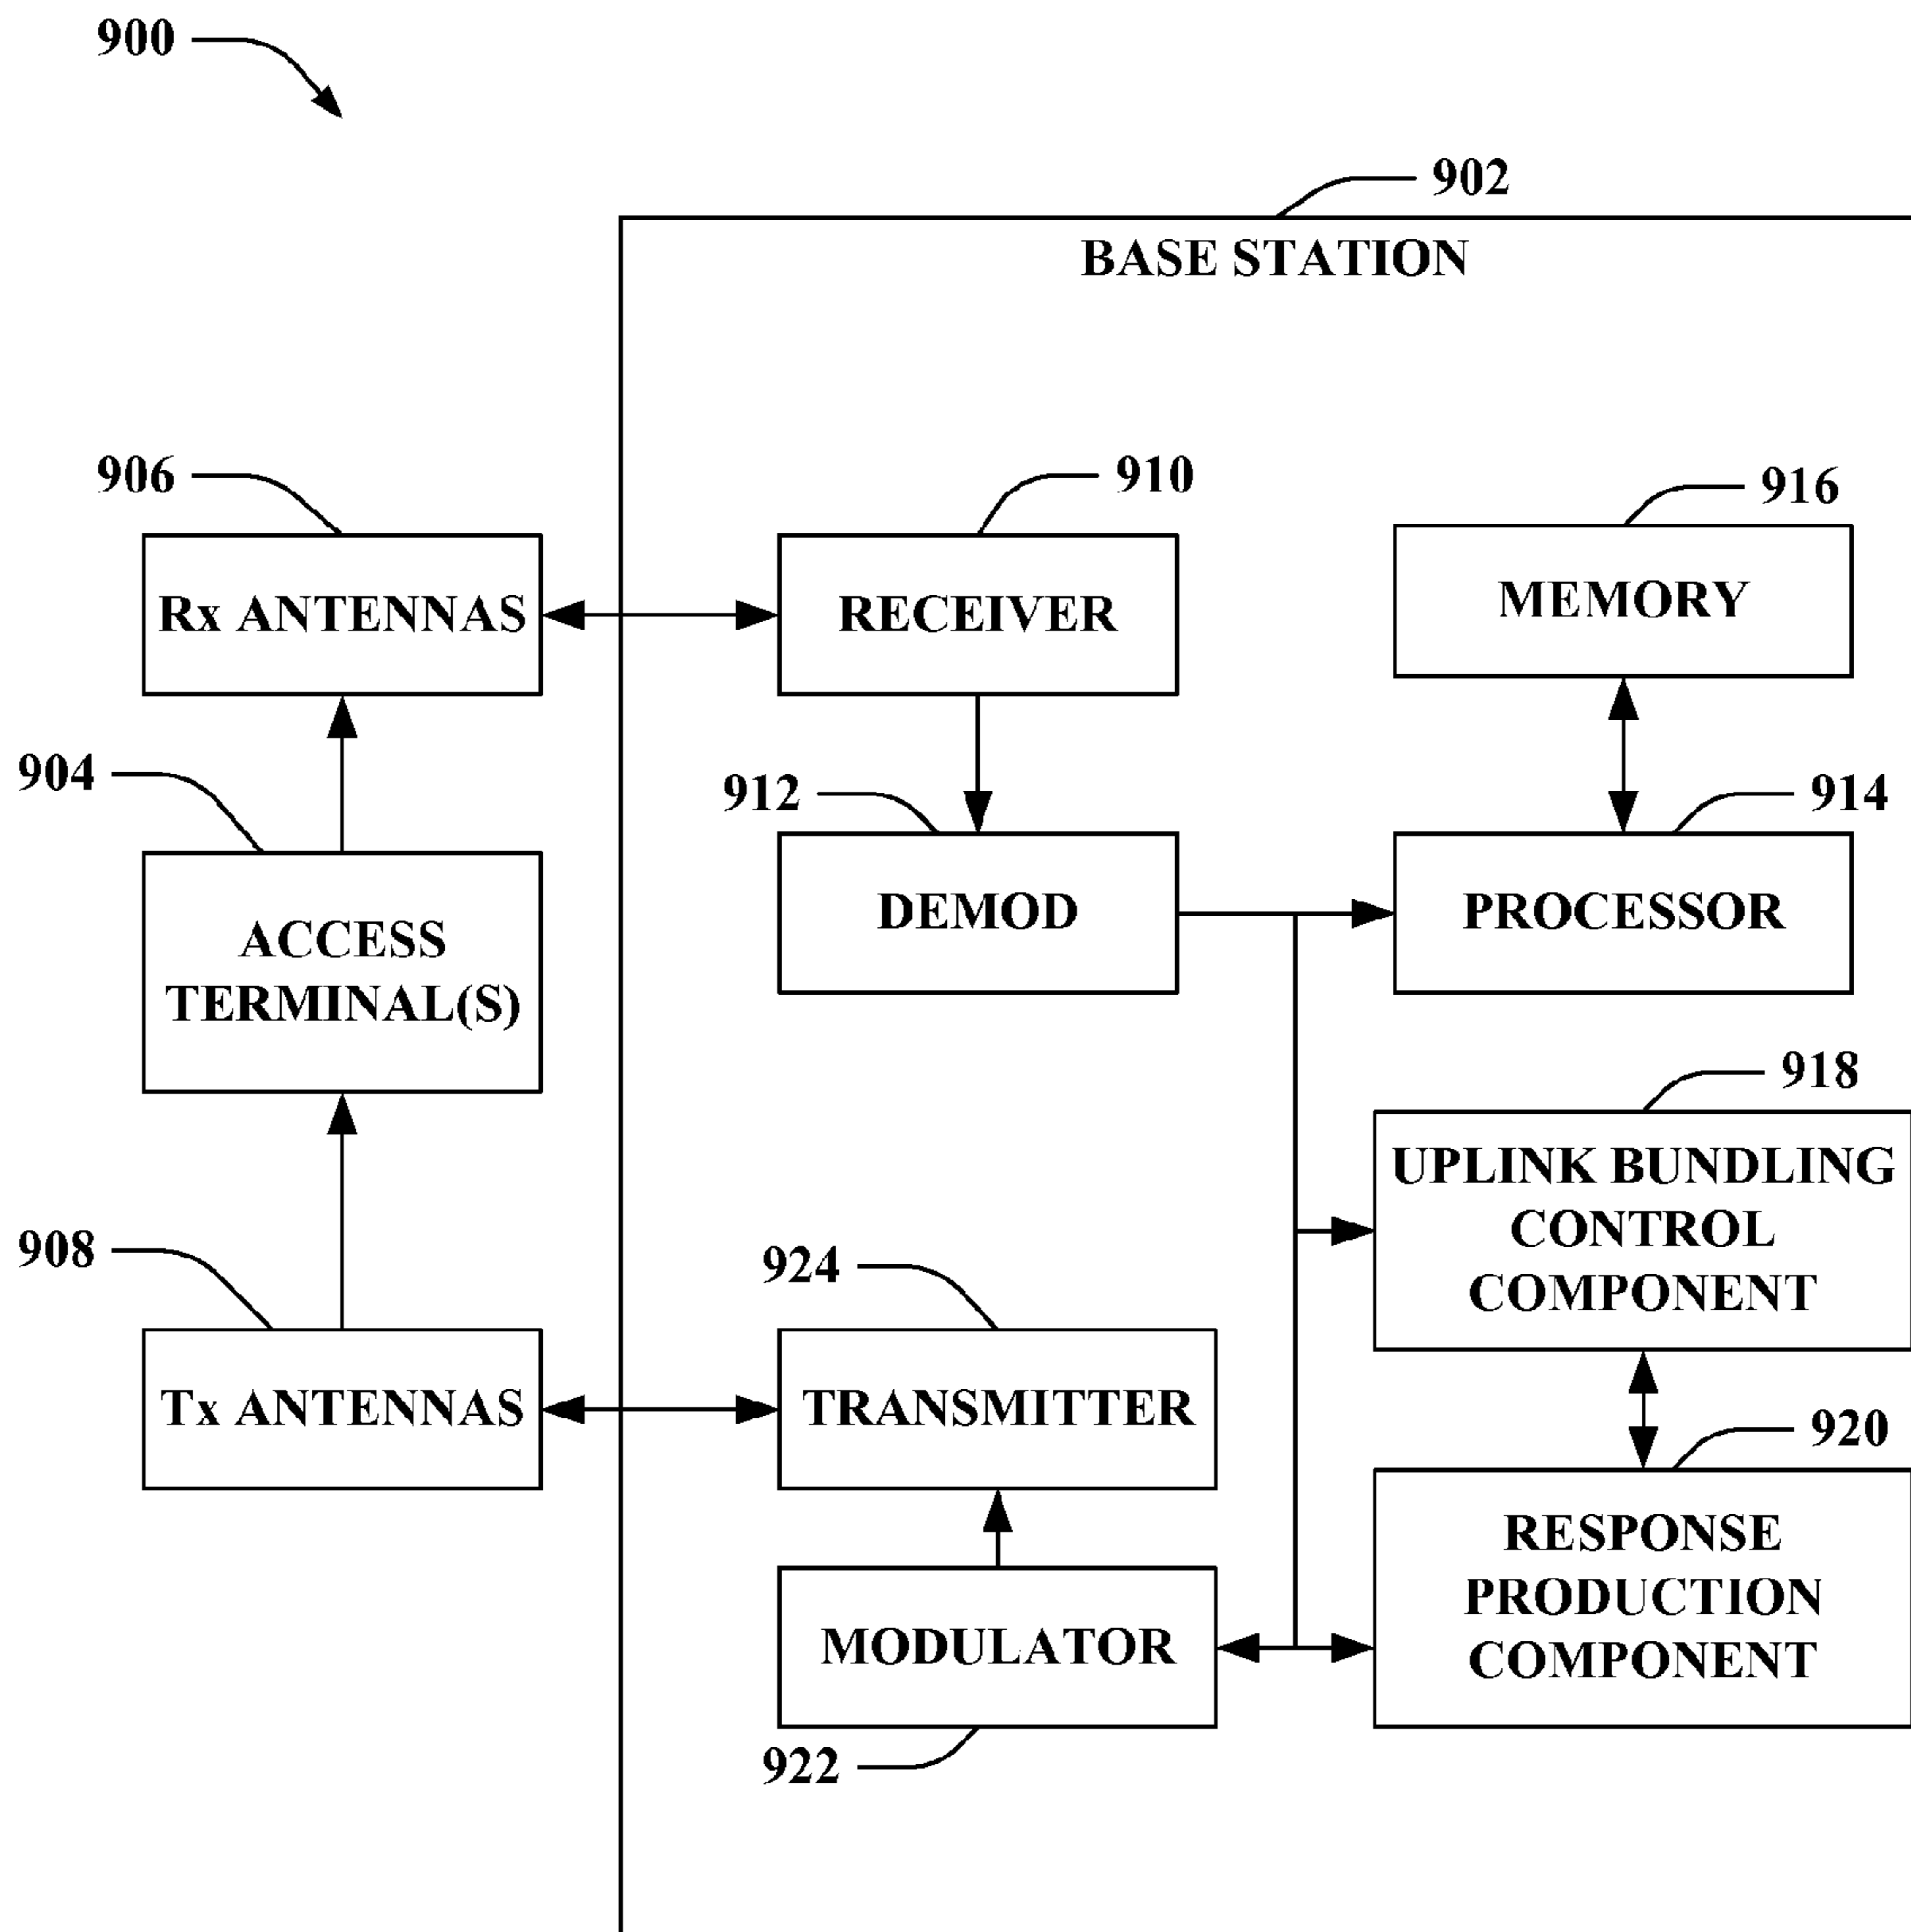 900
902
BASE STATION
906
910
916
Rx ANTENNAS
RECEIVER
MEMORY
904
912
914
ACCESS
TERMINAL(S)
DEMOD
PROCESSOR
918
UPLINK BUNDLING
CONTROL
COMPONENT
908
924
Tx ANTENNAS
TRANSMITTER
920
RESPONSE
PRODUCTION
COMPONENT
MODULATOR
922